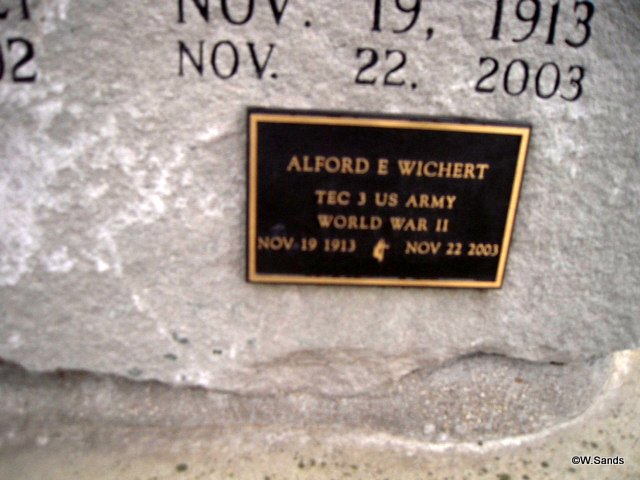 NOV. 19, 1913
02 NOV. 22. 2003
ALFORD E WICHERT
TEC 3 US ARMY
WORLD WAR II
NOV 19 1913 NOV 22 2003
©W.Sands